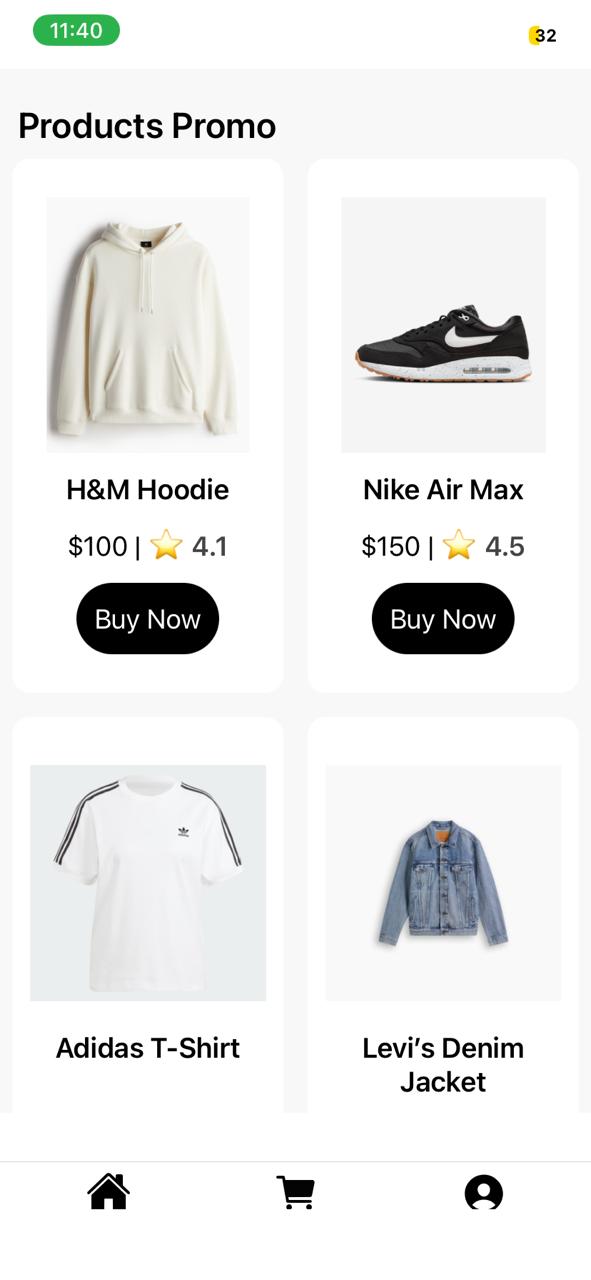 11:40
32
Products Promo
H&M Hoodie
Nike Air Max
$100 | ⭐ 4.1
$150 | ⭐ 4.5
Buy Now
Buy Now
Adidas T-Shirt
Levi’s Denim
Jacket